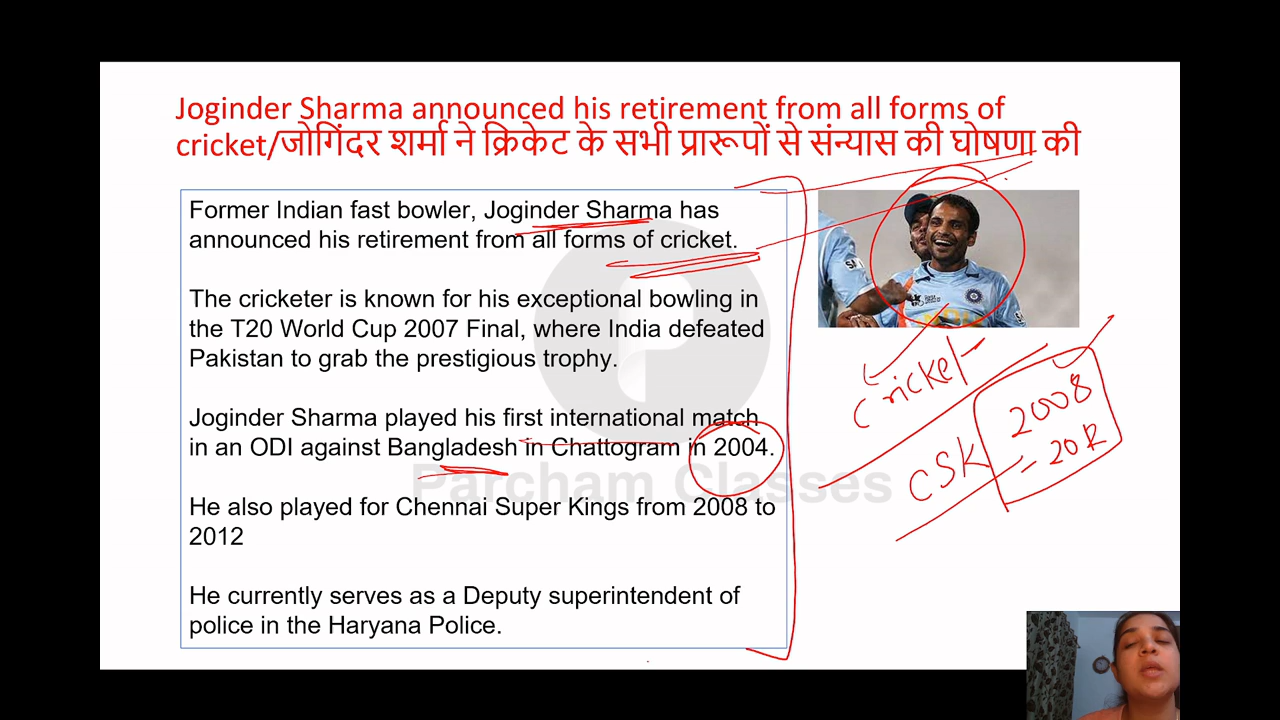 Joginder Sharma announced his retirement from all forms of
cricket/जोगिंदर शर्मा ने क्रिकेट के सभी प्रारूपों से संन्यास की घोषणा की
Former Indian fast bowler, Joginder Sharma has
announced his retirement from all forms of cricket.
The cricketer is known for his exceptional bowling in
the T20 World Cup 2007 Final, where India defeated
Pakistan to grab the prestigious trophy.
Joginder Sharma played his first international match
in an ODI against Bangladesh in Chattogram in 2004.
He also played for Chennai Super Kings from 2008 to
2012
He currently serves as a Deputy superintendent of
police in the Haryana Police.
Parcham Classes
Cricket
CSK
2008
20